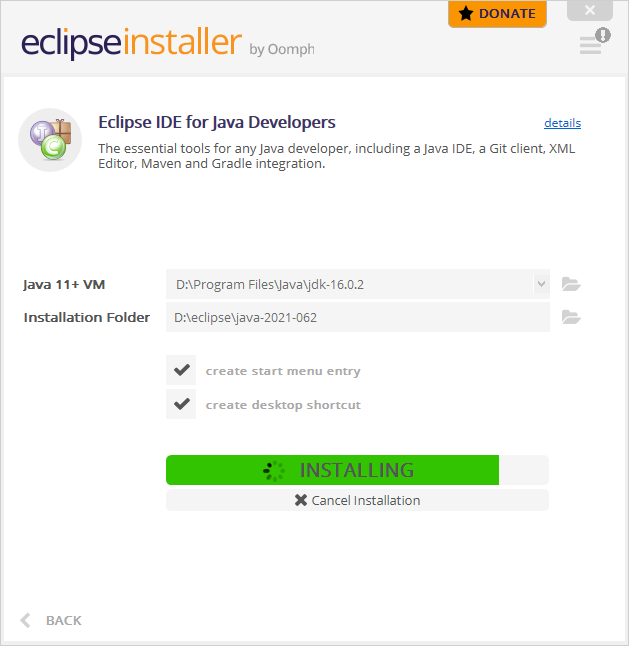 DONATE
eclipseinstaller by Oomph
Eclipse IDE for Java Developers details
The essential tools for any Java developer, including a Java IDE, a Git client, XML
Editor, Maven and Gradle integration.
Java 11+ VM D:\Program Files\Java\jdk-16.0.2
Installation Folder D:\eclipse\java-2021-062
create start menu entry
create desktop shortcut
INSTALLING
Cancel Installation
BACK